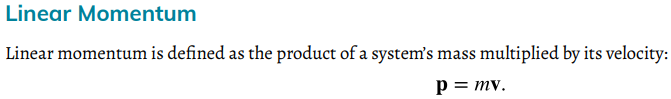 Linear Momentum
Linear momentum is defined as the product of a system’s mass multiplied by its velocity:
p = mv.